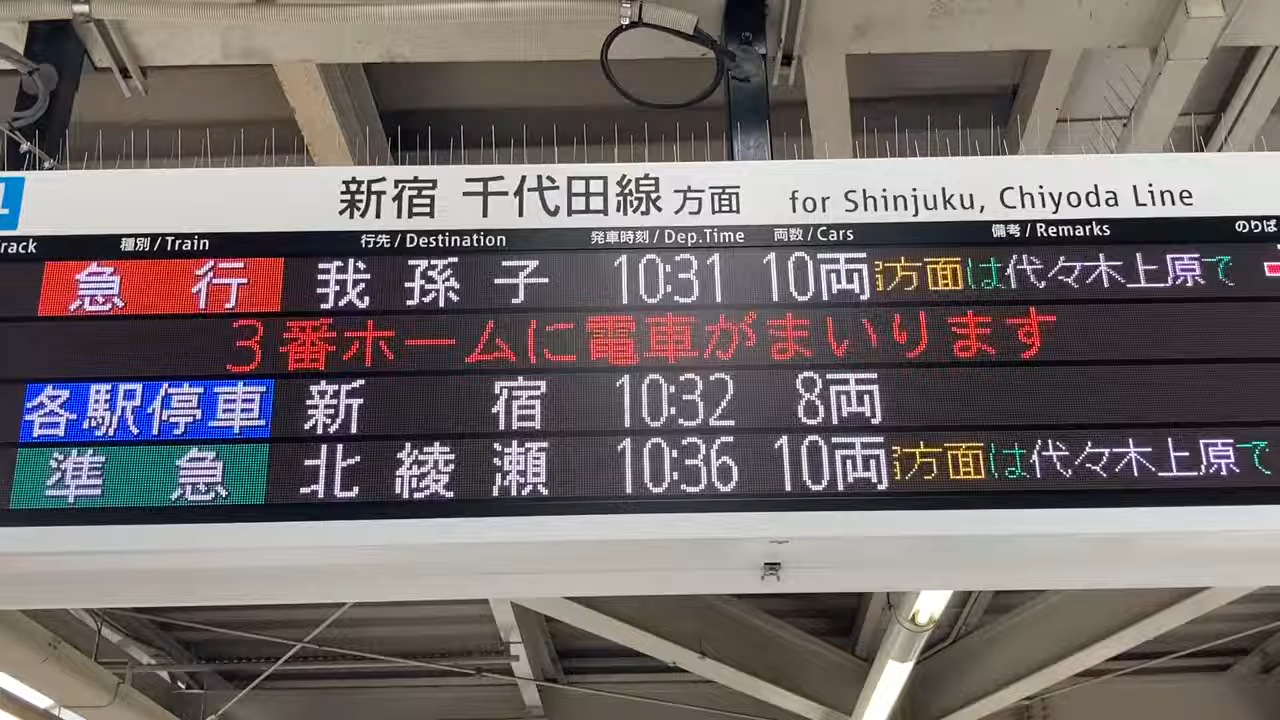 新宿 千代田線 方面 for Shinjuku, Chiyoda Line
種別/Train 行先/Destination 発車時刻/Dep.Time 両数/Cars 備考/Remarks のりば
急行 我孫子 10:31 10両 方面は代々木上原で
3番ホームに電車がまいります
各駅停車 新宿 10:32 8両
準急 北綾瀬 10:36 10両 方面は代々木上原で